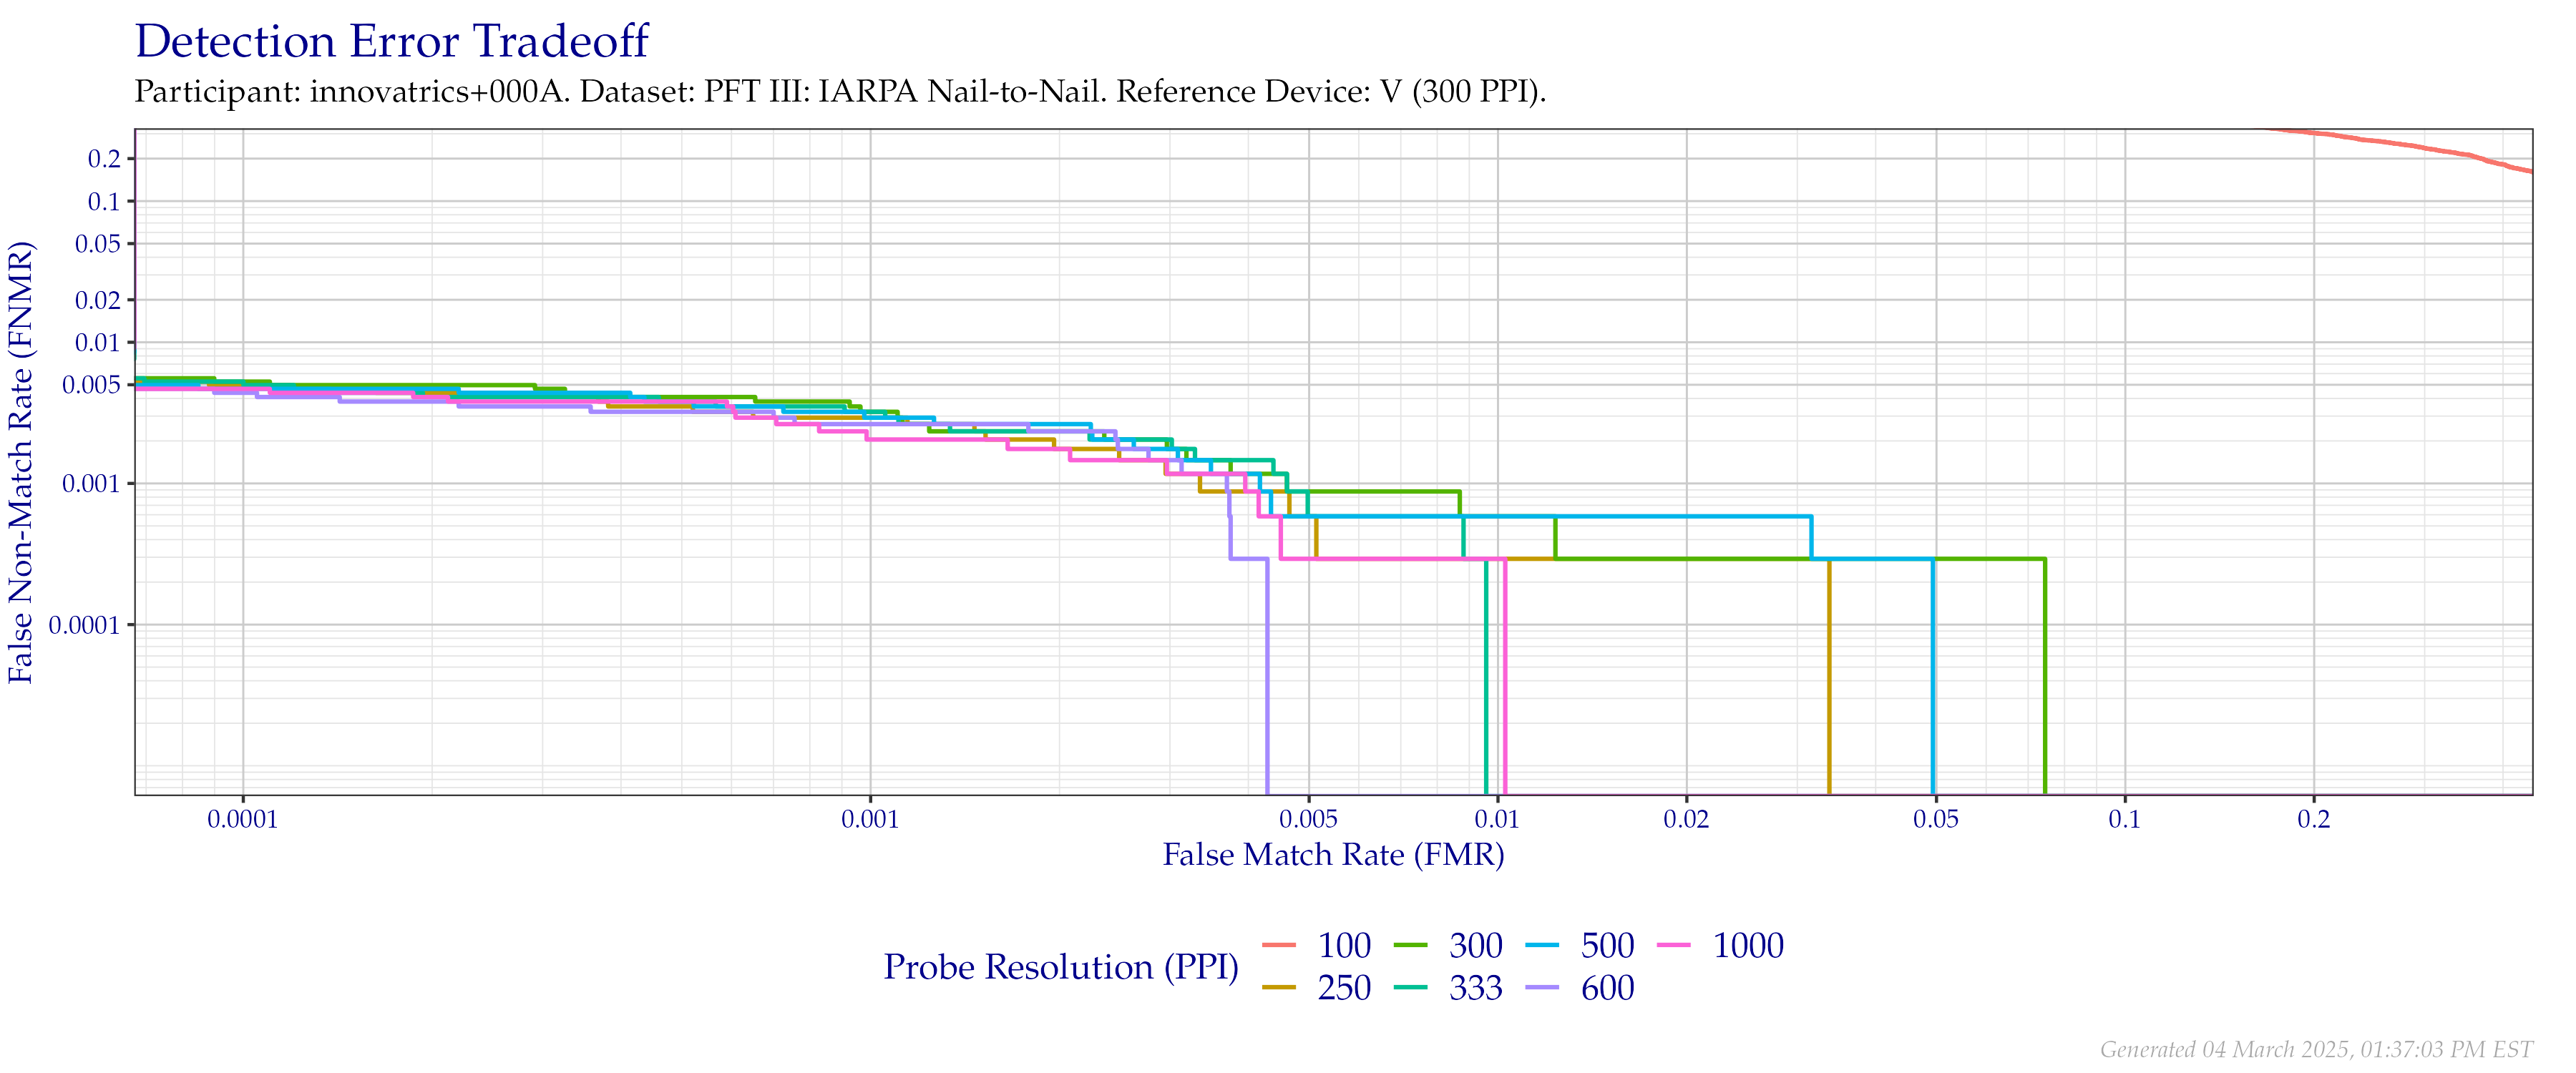 Detection Error Tradeoff
Participant: innovatrics+000A. Dataset: PFT III: IARPA Nail-to-Nail. Reference Device: V (300 PPI).
False Non-Match Rate (FNMR)
0.2
0.1
0.05
0.02
0.01
0.005
0.001
0.0001
0.0001 0.001 0.005 0.01 0.02 0.05 0.1 0.2
False Match Rate (FMR)
Probe Resolution (PPI)
100 300 500 1000
250 333 600
Generated 04 March 2025, 01:37:03 PM EST